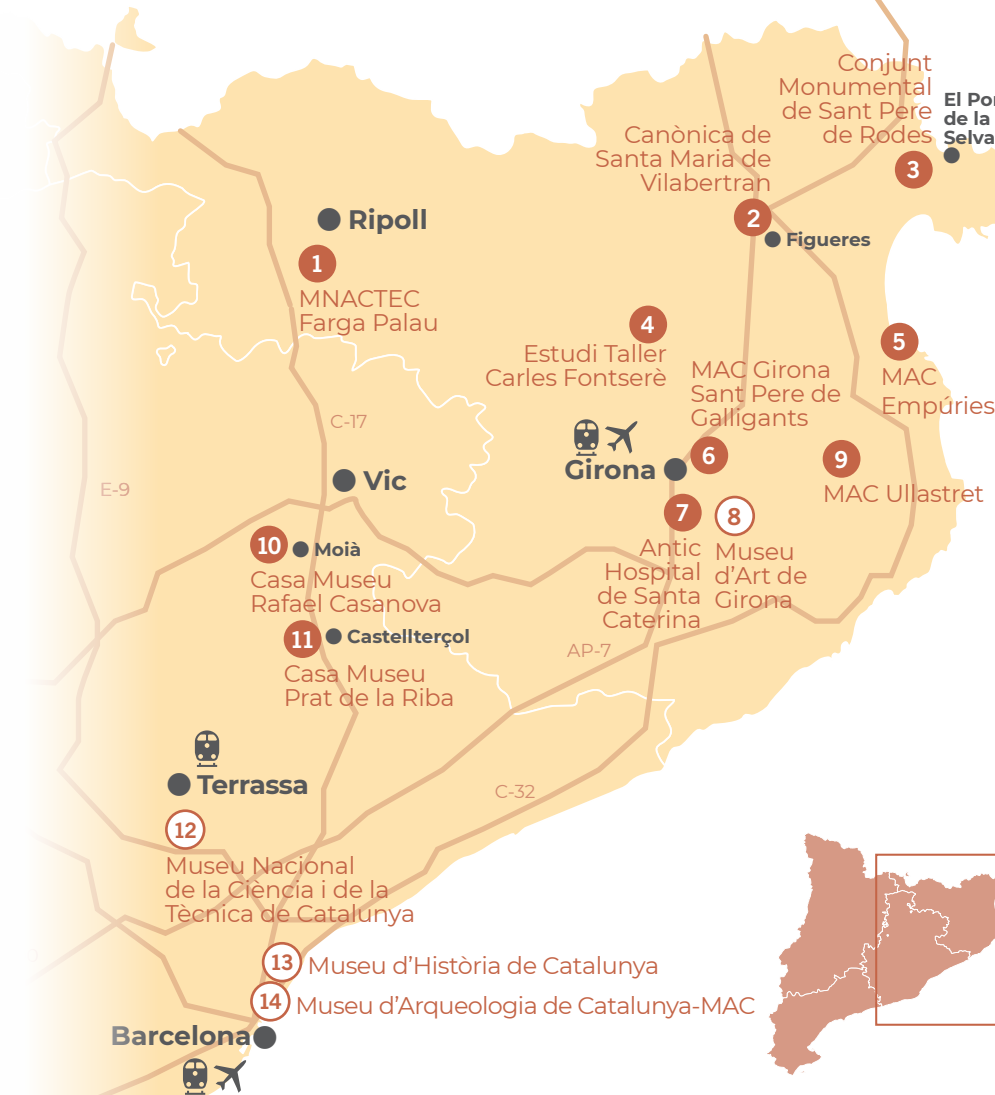 Conjunt
Monumental
de Sant Pere
de Rodes
de la
Selva
3
Canònica de
Santa Maria de
Vilabertran
2
Figueres
Ripoll
1
MNACTEC
Farga Palau
4
Estudi Taller
Carles Fontserè
5
MAC
Empúries
MAC Girona
Sant Pere de
Galligants
6
Girona
9
MAC Ullastret
C-17
E-9
Vic
7
Antic
Hospital
de Santa
Caterina
8
Museu
d'Art de
Girona
10
Moià
Casa Museu
Rafael Casanova
11
Castellterçol
Casa Museu
Prat de la Riba
AP-7
C-32
Terrassa
12
Museu Nacional
de la Ciència i de la
Tècnica de Catalunya
13
Museu d'Història de Catalunya
14
Museu d'Arqueologia de Catalunya-MAC
Barcelona